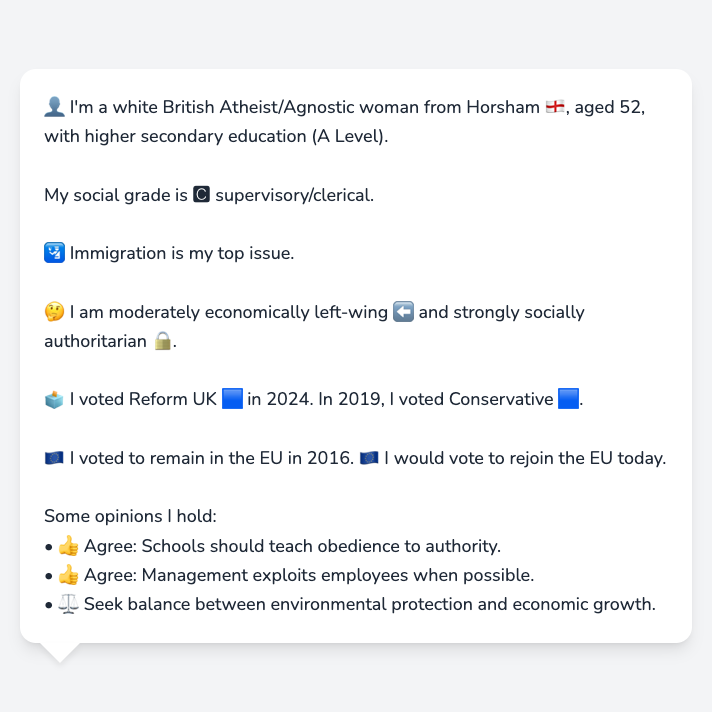 👤 I'm a white British Atheist/Agnostic woman from Horsham 🏴󠁧󠁢󠁥󠁮󠁧󠁿, aged 52,
with higher secondary education (A Level).
My social grade is 🅲 supervisory/clerical.
🛂 Immigration is my top issue.
🤔 I am moderately economically left-wing ⬅️ and strongly socially
authoritarian 🔒.
🗳️ I voted Reform UK 🟦 in 2024. In 2019, I voted Conservative 🟦.
🇪🇺 I voted to remain in the EU in 2016. 🇪🇺 I would vote to rejoin the EU today.
Some opinions I hold:
• 👍 Agree: Schools should teach obedience to authority.
• 👍 Agree: Management exploits employees when possible.
• ⚖️ Seek balance between environmental protection and economic growth.